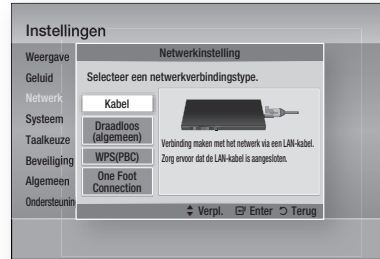 Instellingen
Weergave
Geluid
Netwerk
Systeem
Taalkeuze
Beveiliging
Algemeen
Ondersteunin
Netwerkinstelling
Selecteer een netwerkverbindingstype.
Kabel
Draadloos
(algemeen)
WPS(PBC)
One Foot
Connection
Verbinding maken met het netwerk via een LAN-kabel.
Zorg ervoor dat de LAN-kabel is aangesloten.
Verpl. Enter Terug